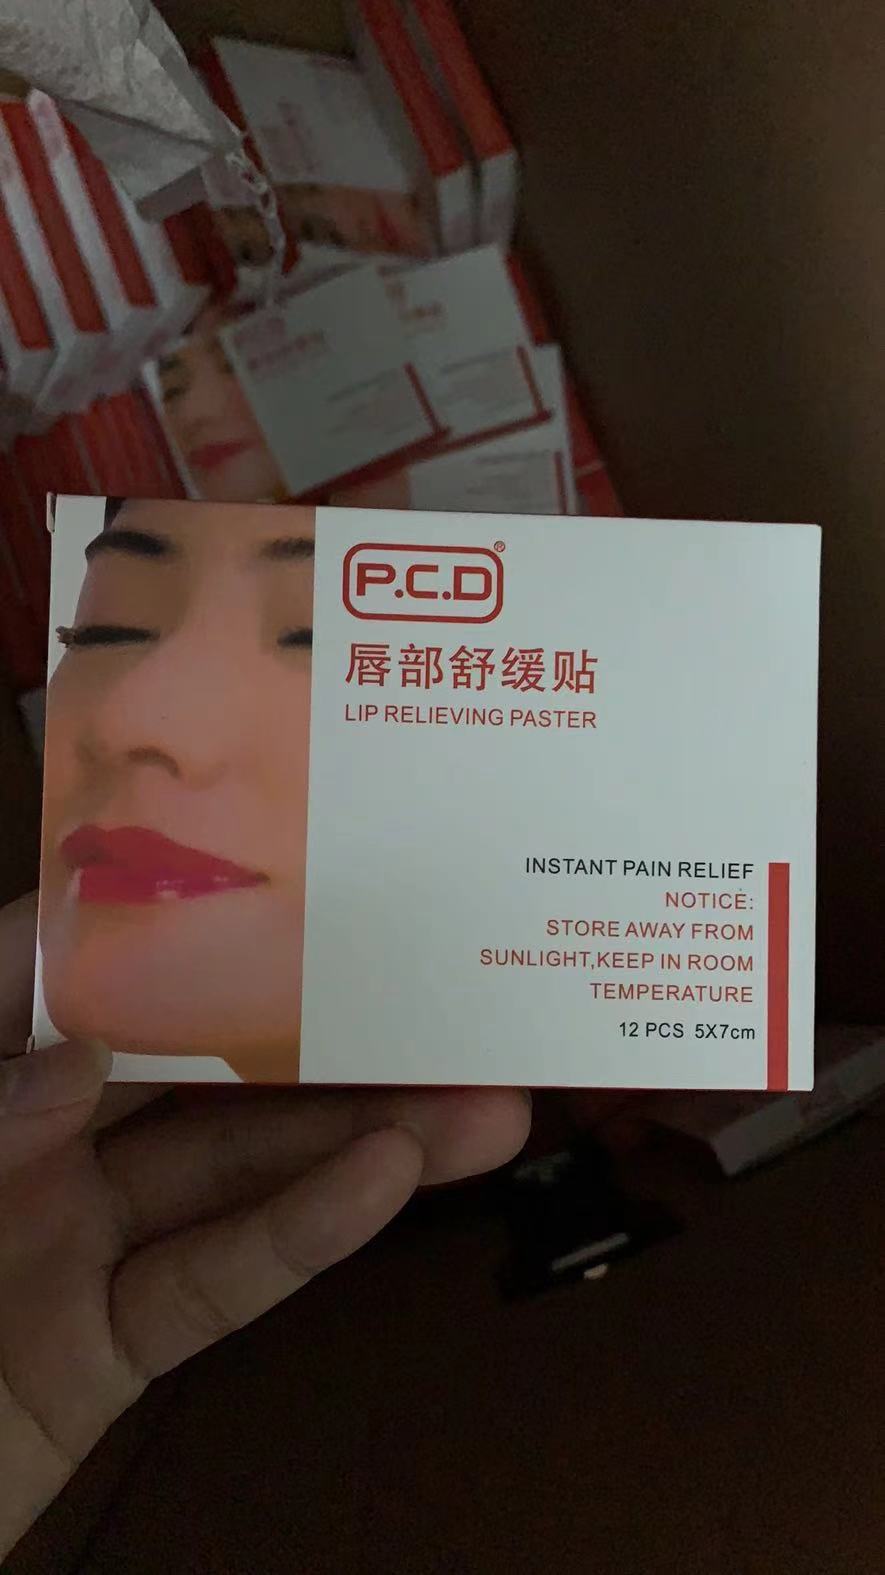 P.C.D®
唇部舒缓贴
LIP RELIEVING PASTER
INSTANT PAIN RELIEF
NOTICE:
STORE AWAY FROM
SUNLIGHT,KEEP IN ROOM
TEMPERATURE
12 PCS 5X7cm